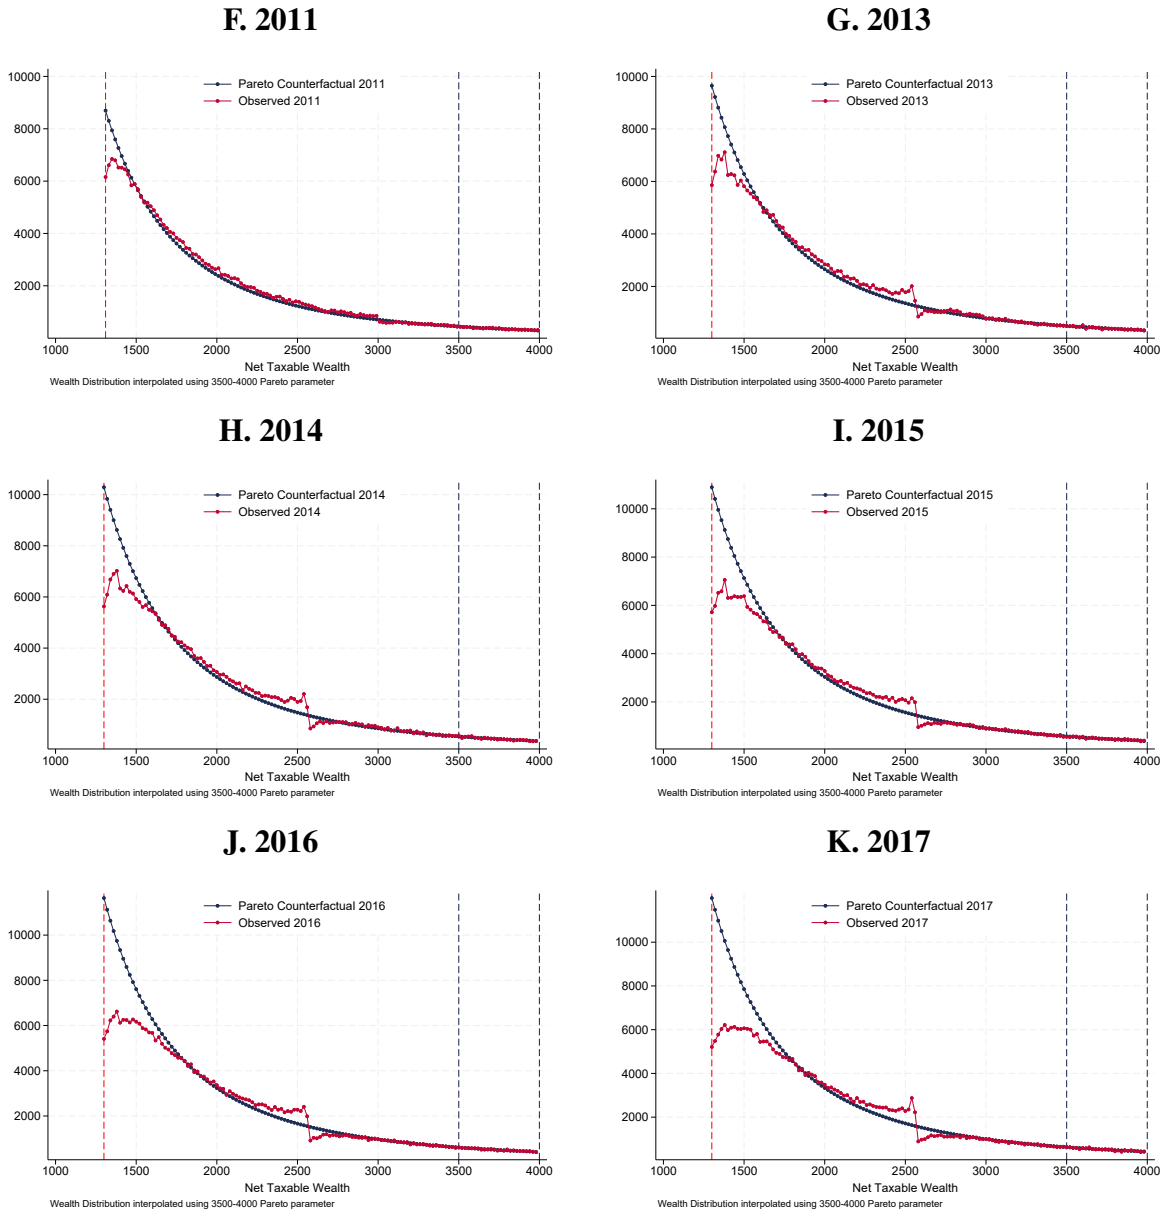 F. 2011
10000
8000
6000
4000
2000
Pareto Counterfactual 2011
Observed 2011
1000 1500 2000 2500 3000 3500 4000
Net Taxable Wealth
Wealth Distribution interpolated using 3500-4000 Pareto parameter
G. 2013
10000
8000
6000
4000
2000
Pareto Counterfactual 2013
Observed 2013
1000 1500 2000 2500 3000 3500 4000
Net Taxable Wealth
Wealth Distribution interpolated using 3500-4000 Pareto parameter
H. 2014
10000
8000
6000
4000
2000
Pareto Counterfactual 2014
Observed 2014
1000 1500 2000 2500 3000 3500 4000
Net Taxable Wealth
Wealth Distribution interpolated using 3500-4000 Pareto parameter
I. 2015
10000
8000
6000
4000
2000
Pareto Counterfactual 2015
Observed 2015
1000 1500 2000 2500 3000 3500 4000
Net Taxable Wealth
Wealth Distribution interpolated using 3500-4000 Pareto parameter
J. 2016
10000
8000
6000
4000
2000
Pareto Counterfactual 2016
Observed 2016
1000 1500 2000 2500 3000 3500 4000
Net Taxable Wealth
Wealth Distribution interpolated using 3500-4000 Pareto parameter
K. 2017
10000
8000
6000
4000
2000
Pareto Counterfactual 2017
Observed 2017
1000 1500 2000 2500 3000 3500 4000
Net Taxable Wealth
Wealth Distribution interpolated using 3500-4000 Pareto parameter